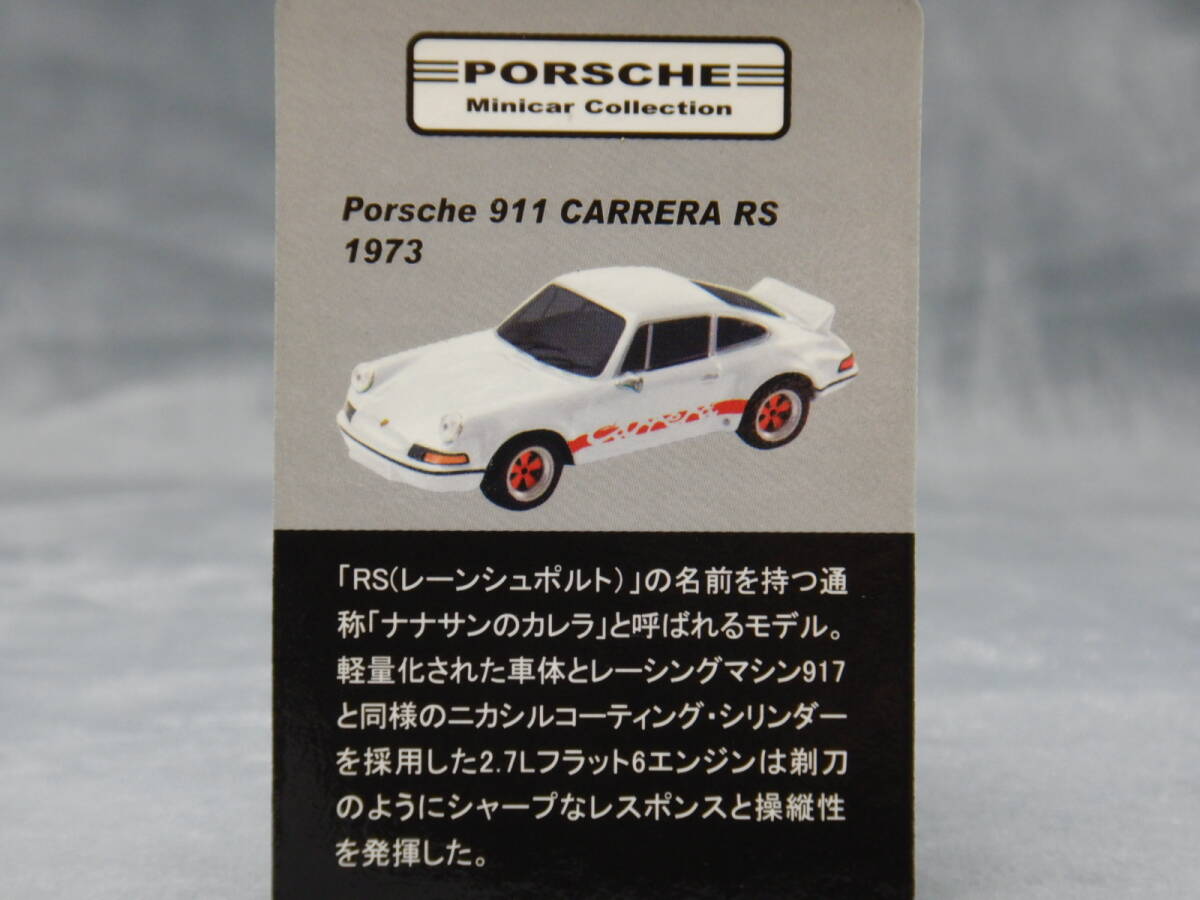 PORSCHE
Minicar Collection
Porsche 911 CARRERA RS
1973
Carrera
「RS(レーンシュポルト)」の名前を持つ通
称「ナナサンのカレラ」と呼ばれるモデル。
軽量化された車体とレーシングマシン917
と同様のニカシルコーティング・シリンダー
を採用した2.7Lフラット6エンジンは剃刀
のようにシャープなレスポンスと操縦性
を発揮した。